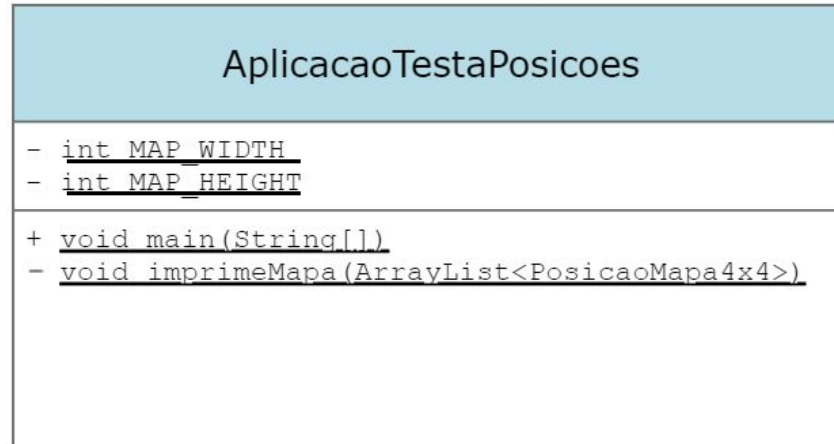 AplicacaoTestaPosicoes
- int MAP_WIDTH
- int MAP_HEIGHT
+ void main(String[])
- void imprimeMapa(ArrayList<PosicaoMapa4x4>)